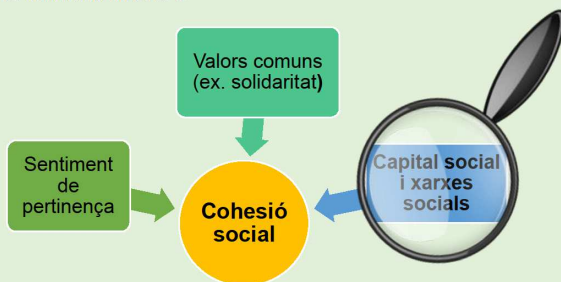 Valors comuns
(ex. solidaritat)
Sentiment
de
pertinença
Cohesió
social
Capital social
i xarxes
socials